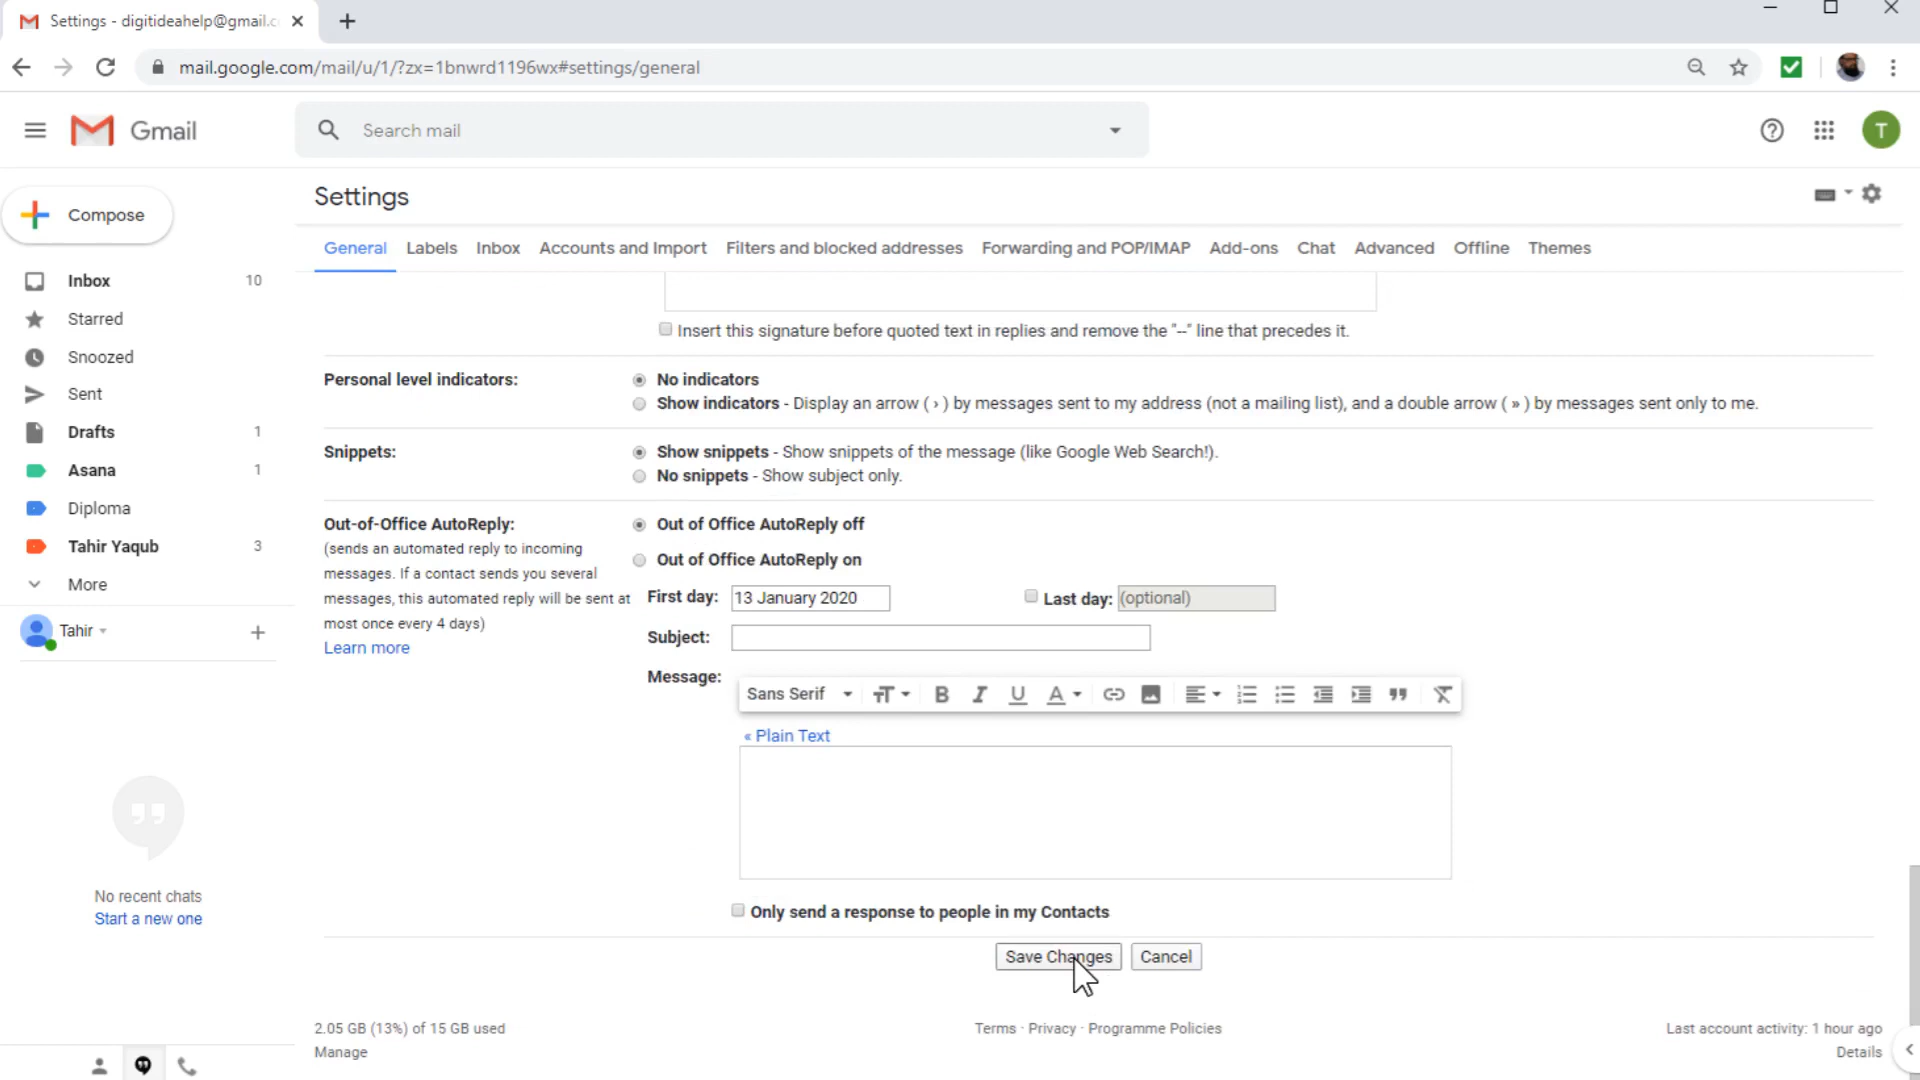 Settings - digitideahelp@gmail.c
mail.google.com/mail/u/1/?zx=1bnwrd1196wx#settings/general
Gmail
Search mail
T
Compose
Inbox 10
Starred
Snoozed
Sent
Drafts 1
Asana 1
Diploma
Tahir Yaqub 3
More
Tahir
No recent chats
Start a new one
Settings
General Labels Inbox Accounts and Import Filters and blocked addresses Forwarding and POP/IMAP Add-ons Chat Advanced Offline Themes
Insert this signature before quoted text in replies and remove the "--" line that precedes it.
Personal level indicators:
No indicators
Show indicators - Display an arrow ( › ) by messages sent to my address (not a mailing list), and a double arrow ( » ) by messages sent only to me.
Snippets:
Show snippets - Show snippets of the message (like Google Web Search!).
No snippets - Show subject only.
Out-of-Office AutoReply:
(sends an automated reply to incoming
messages. If a contact sends you several
messages, this automated reply will be sent at
most once every 4 days)
Learn more
Out of Office AutoReply off
Out of Office AutoReply on
First day: 13 January 2020 Last day: (optional)
Subject:
Message:
Sans Serif
« Plain Text
Only send a response to people in my Contacts
Save Changes Cancel
2.05 GB (13%) of 15 GB used
Manage
Terms · Privacy · Programme Policies
Last account activity: 1 hour ago
Details